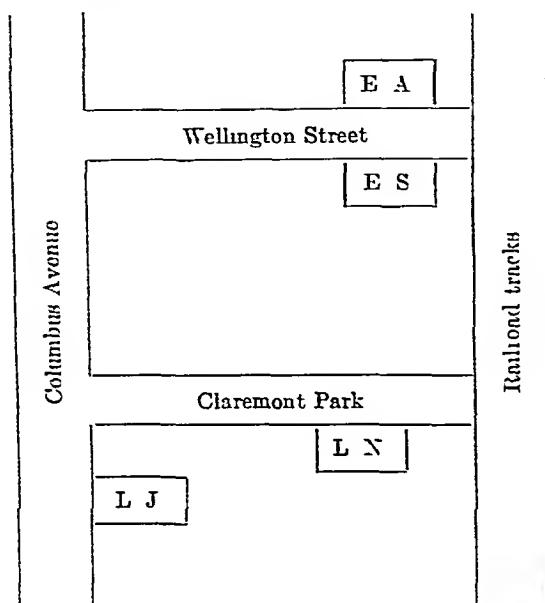 E A
Wellington Street
E S
Columbus Avenue
Railroad tracks
Claremont Park
L N
L J